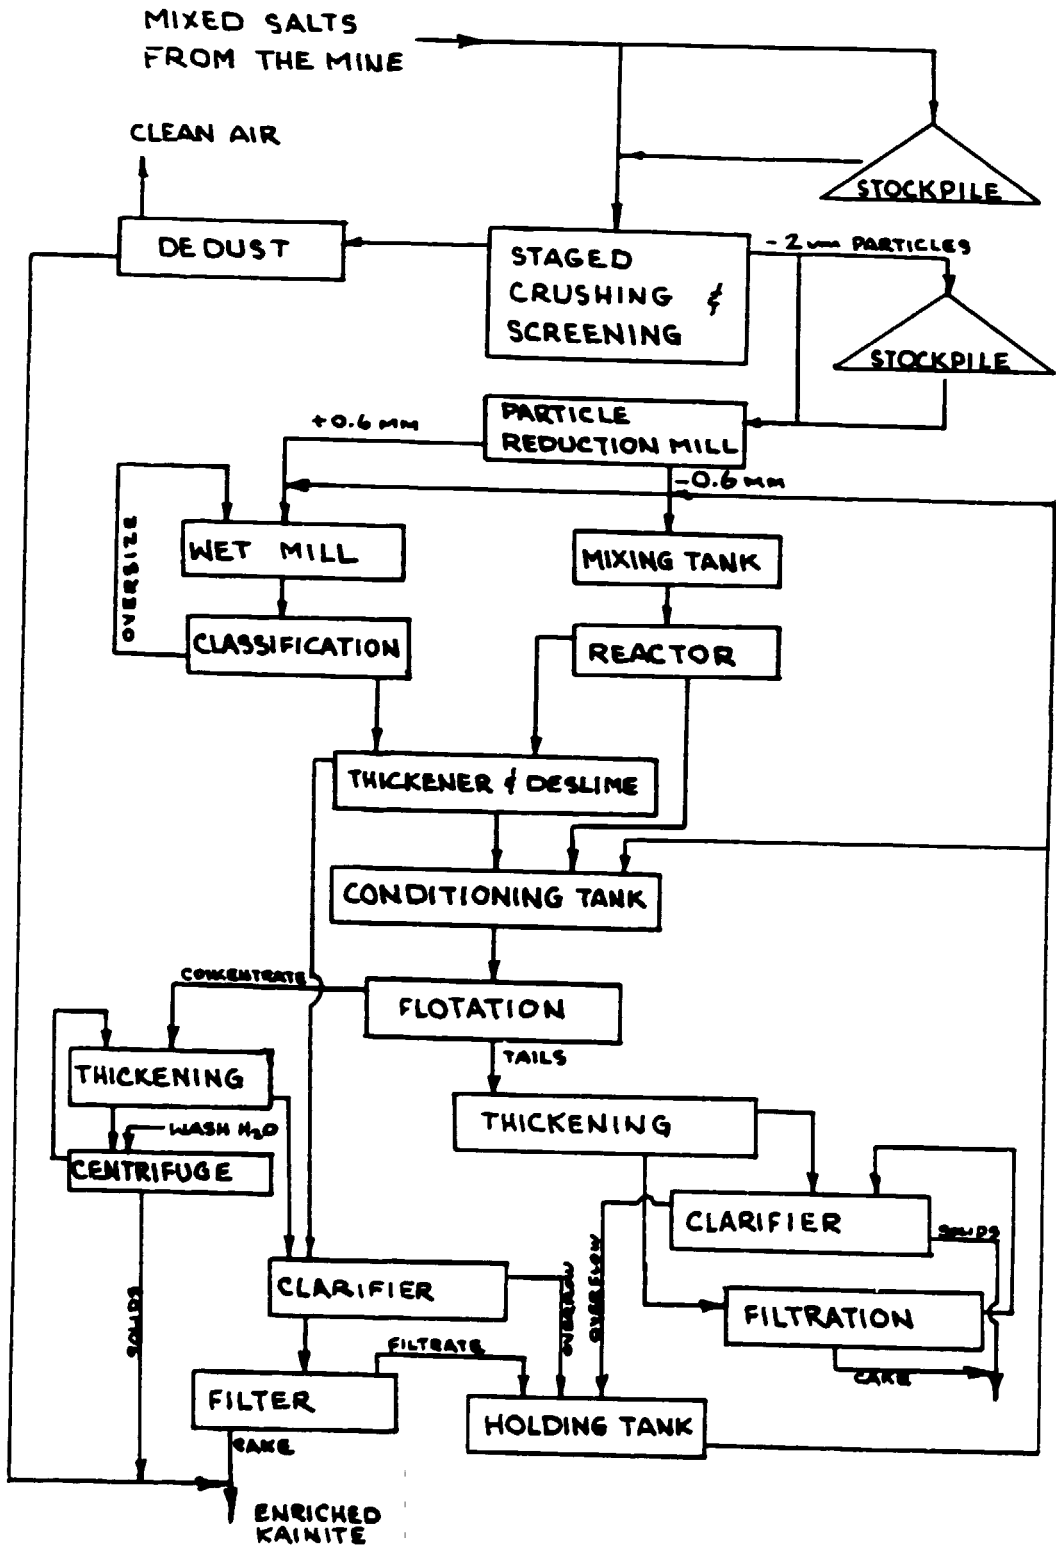 MIXED SALTS
FROM THE MINE
CLEAN AIR
STOCKPILE
DEDUST
STAGED
CRUSHING &
SCREENING
-2mm PARTICLES
STOCKPILE
PARTICLE
REDUCTION MILL
+0.6 MM
-0.6 MM
OVERSIZE
WET MILL
MIXING TANK
CLASSIFICATION
REACTOR
THICKENER & DESLIME
CONDITIONING TANK
CONCENTRATE
FLOTATION
TAILS
THICKENING
THICKENING
WASH H2O
CENTRIFUGE
CLARIFIER
SOLIDS
CLARIFIER
OVERFLOW
OVERFLOW
SOLIDS
FILTRATION
FILTRATE
CAKE
FILTER
HOLDING TANK
CAKE
ENRICHED
KAINITE